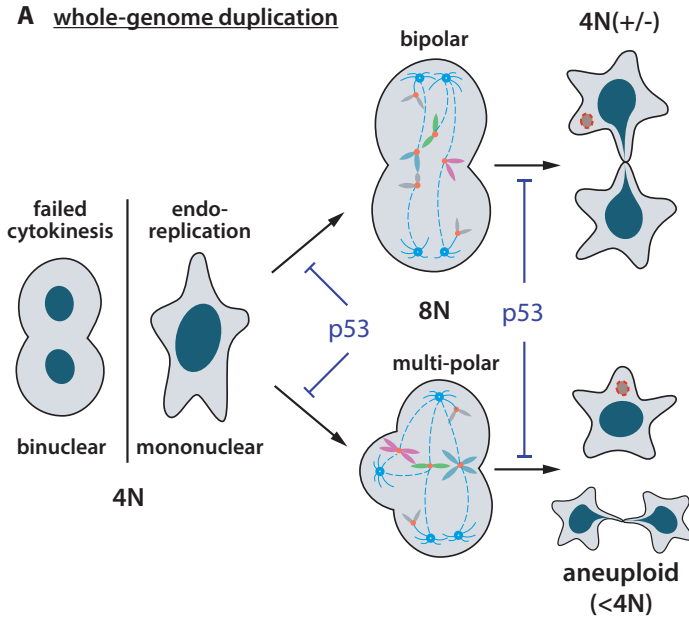 A whole-genome duplication
failed
cytokinesis
endo-
replication
binuclear
mononuclear
4N
bipolar
8N
multi-polar
p53
p53
4N(+/-)
aneuploid
(<4N)